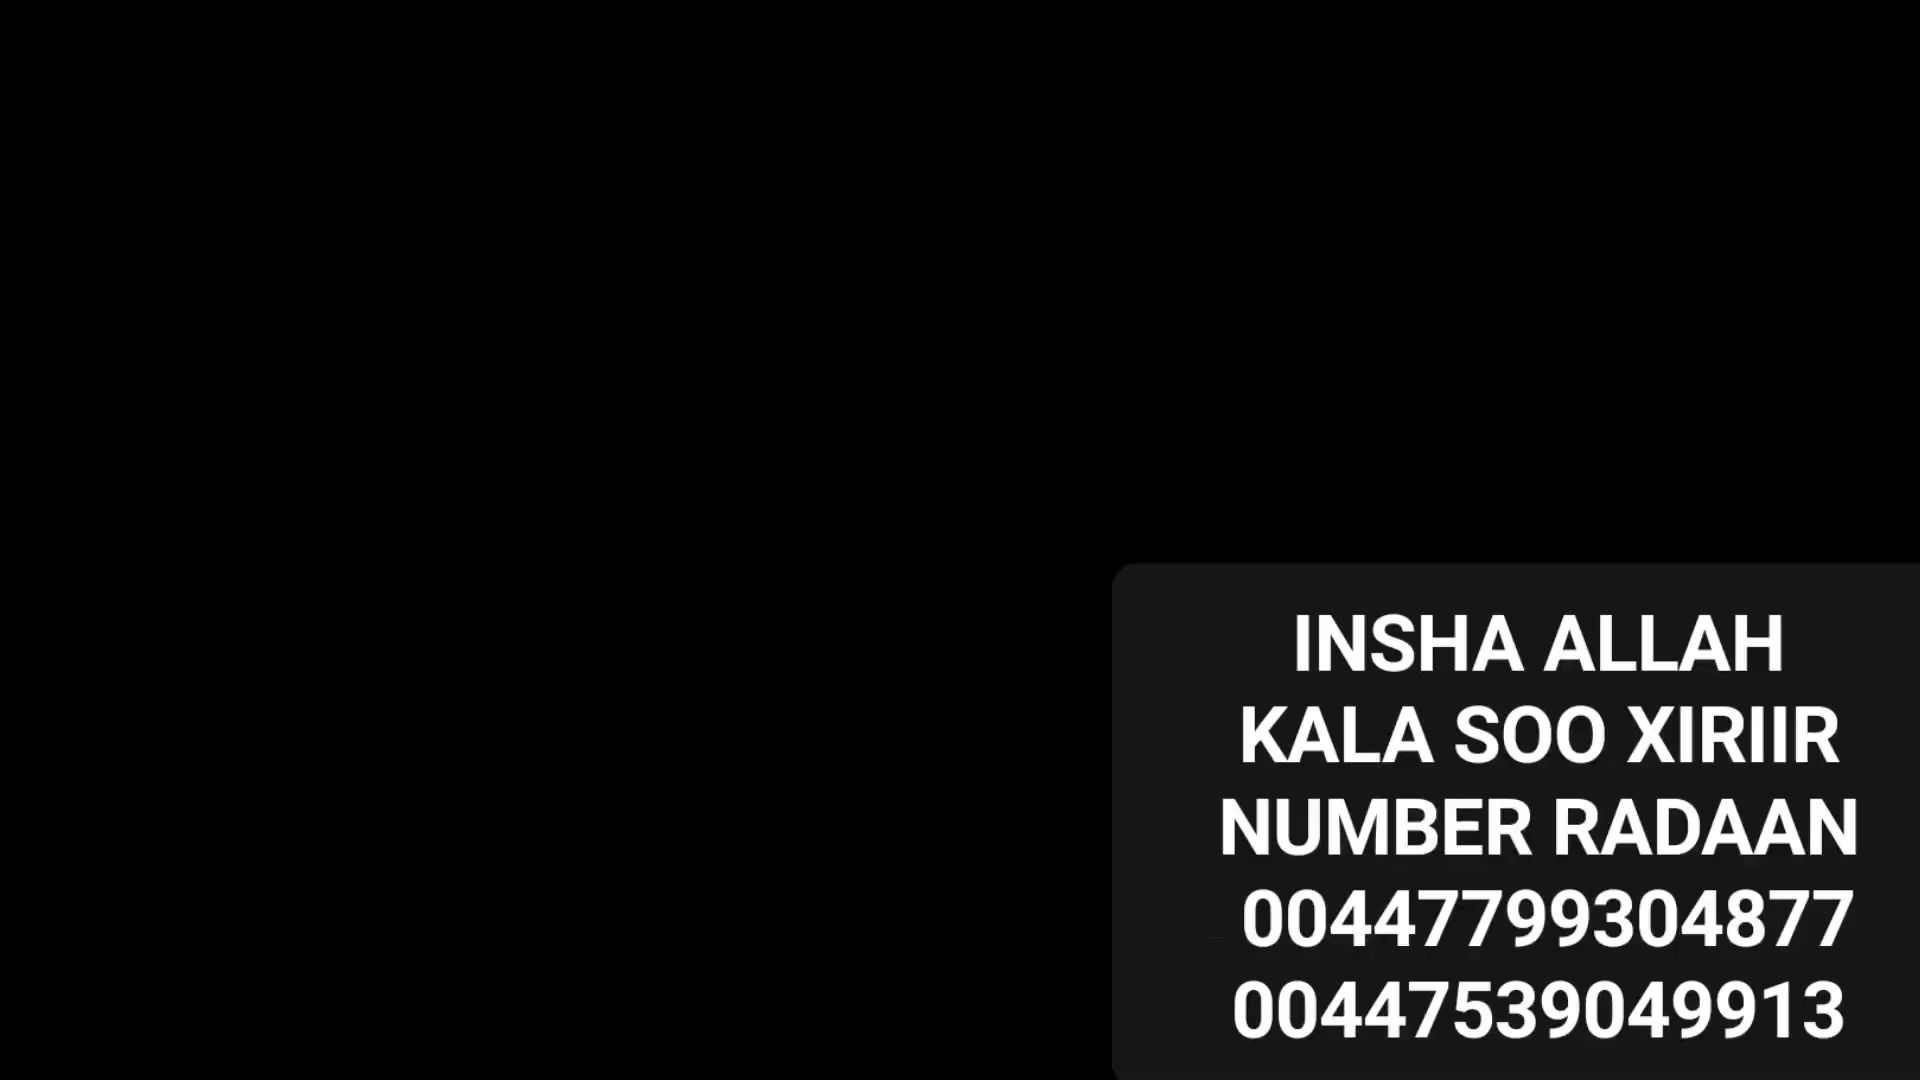 INSHA ALLAH
KALA SOO XIRIIR
NUMBER RADAAN
00447799304877
00447539049913